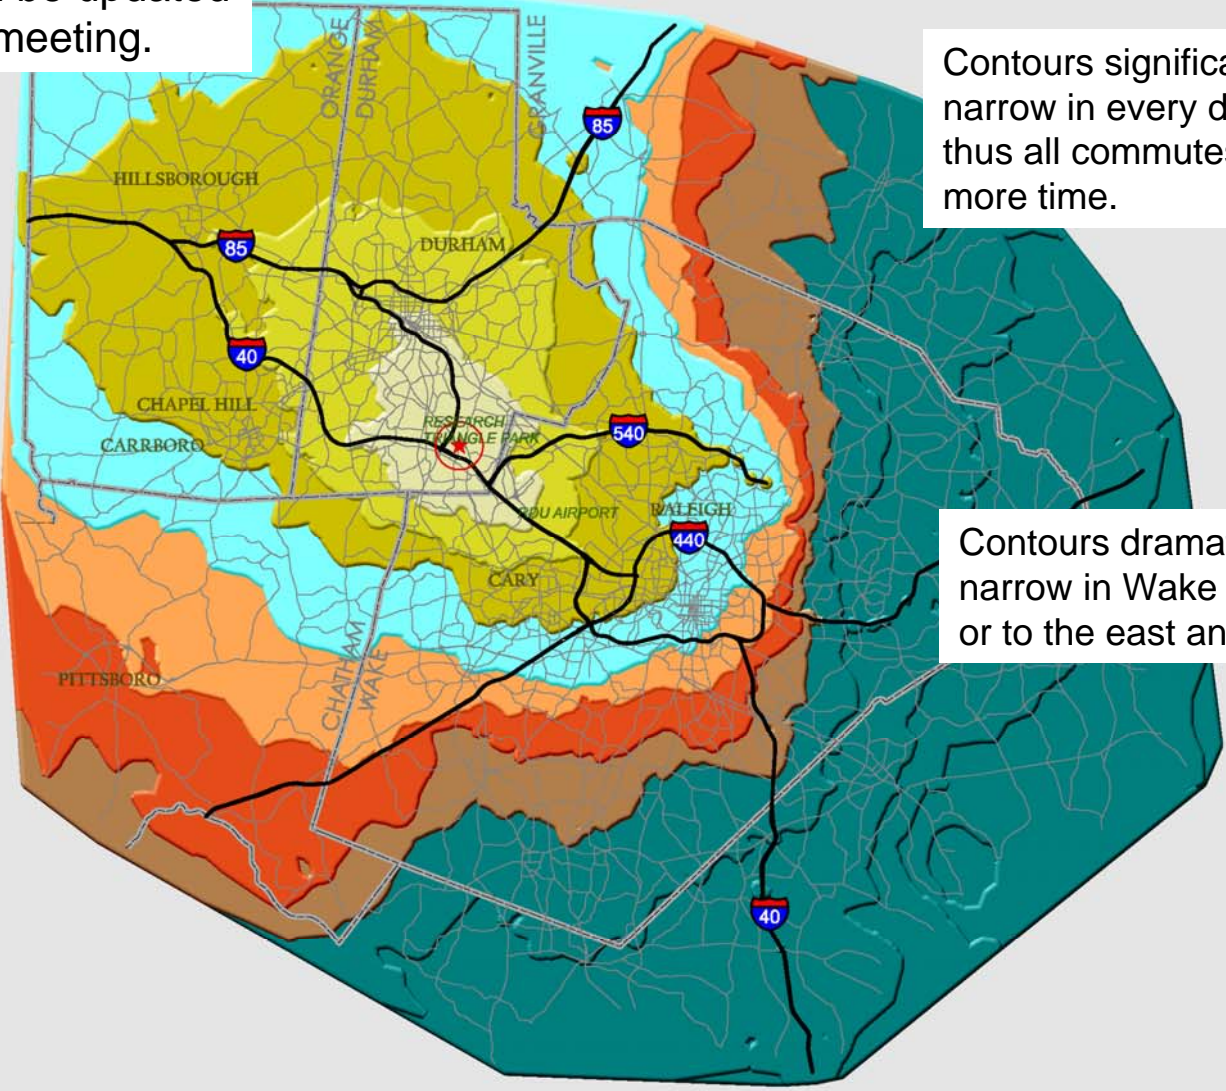 be updated
meeting.
Contours significa
narrow in every d
thus all commutes
more time.
ORANGE
DURHAM
GRANVILLE
85
HILLSBOROUGH
85
DURHAM
40
CHAPEL HILL
CARRBORO
RESEARCH
TRIANGLE PARK
540
RDU AIRPORT
RALEIGH
440
Contours drama
narrow in Wake
or to the east an
CARY
PITTSBORO
CHATHAM
WAKE
40